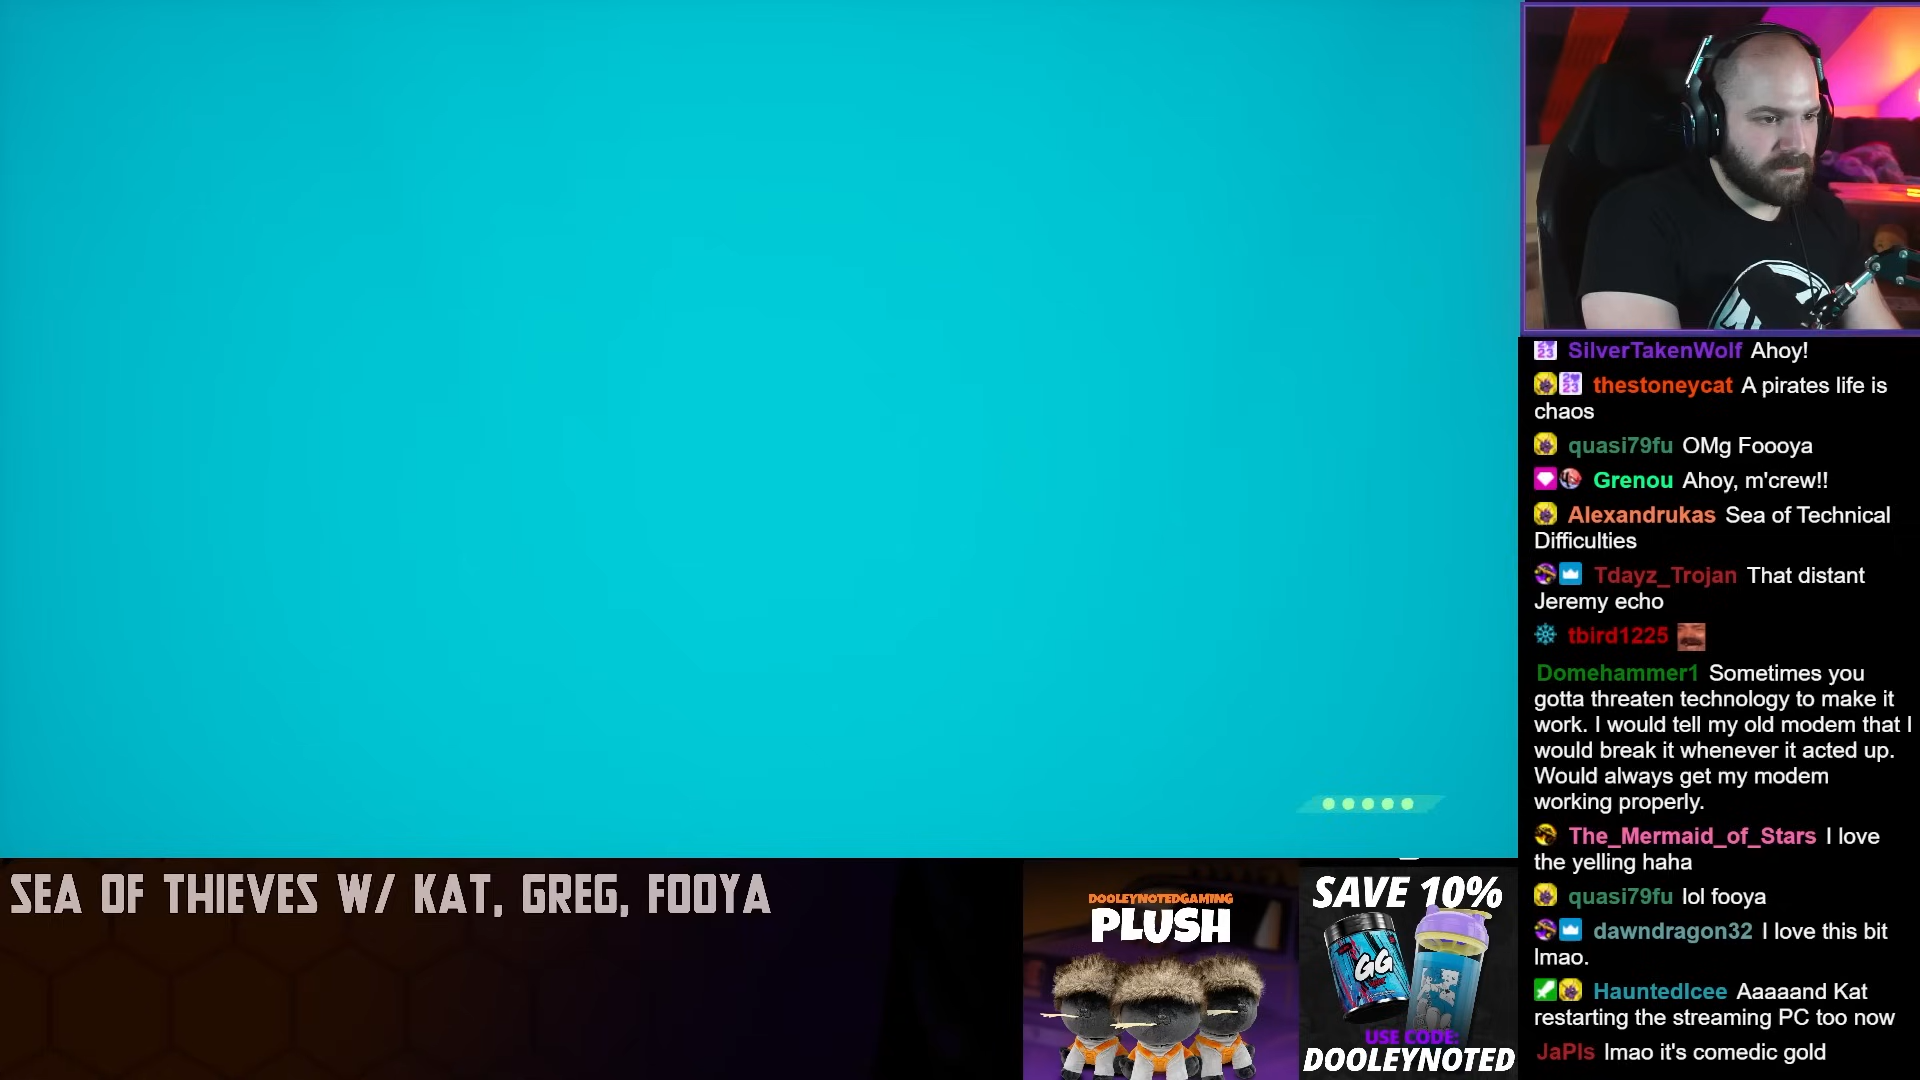 SilverTakenWolf Ahoy!
thestoneycat A pirates life is
chaos
quasi79fu OMg Foooya
Grenou Ahoy, m'crew!!
Alexandrukas Sea of Technical
Difficulties
Tdayz_Trojan That distant
Jeremy echo
tbird1225
Domehammer1 Sometimes you
gotta threaten technology to make it
work. I would tell my old modem that I
would break it whenever it acted up.
Would always get my modem
working properly.
The_Mermaid_of_Stars I love
the yelling haha
quasi79fu lol fooya
dawndragon32 I love this bit
lmao.
HauntedIcee Aaaaand Kat
restarting the streaming PC too now
JaPls lmao it's comedic gold
SEA OF THIEVES W/ KAT, GREG, FOOYA
DOOLEYNOTEDGAMING
PLUSH
SAVE 10%
GG
USE CODE:
DOOLEYNOTED